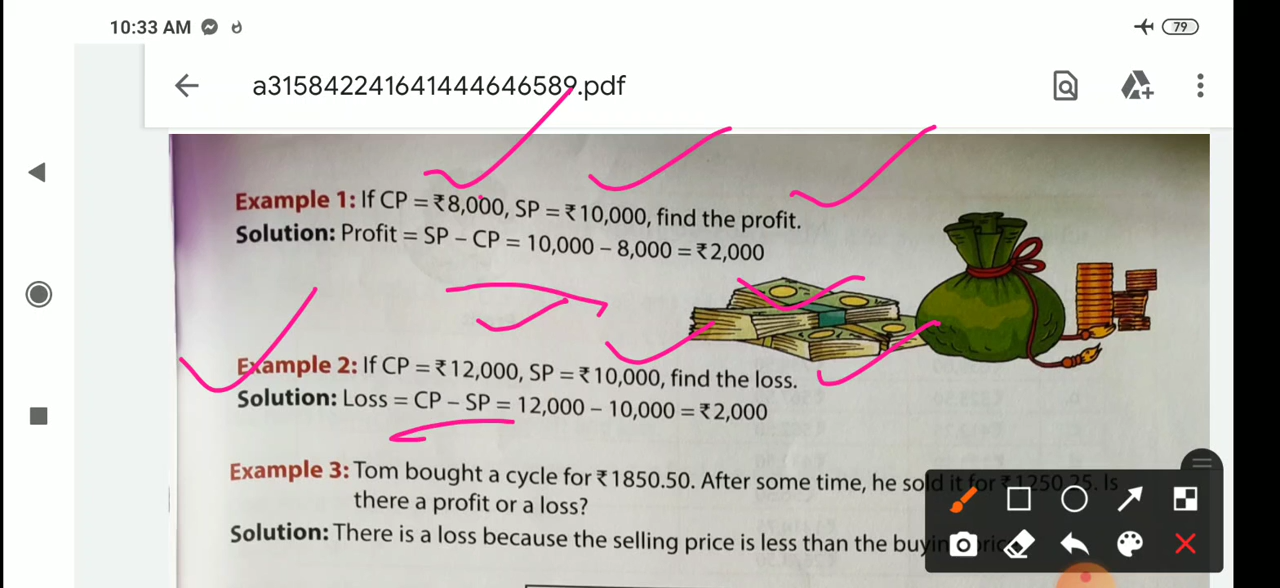 10:33 AM
79
a315842241641444646589.pdf
Example 1: If CP = ₹8,000, SP = ₹10,000, find the profit.
Solution: Profit = SP – CP = 10,000 – 8,000 = ₹2,000
Example 2: If CP = ₹12,000, SP = ₹10,000, find the loss.
Solution: Loss = CP – SP = 12,000 – 10,000 = ₹2,000
Example 3: Tom bought a cycle for ₹1850.50. After some time, he sold it for ₹1250.25. Is
there a profit or a loss?
Solution: There is a loss because the selling price is less than the buying